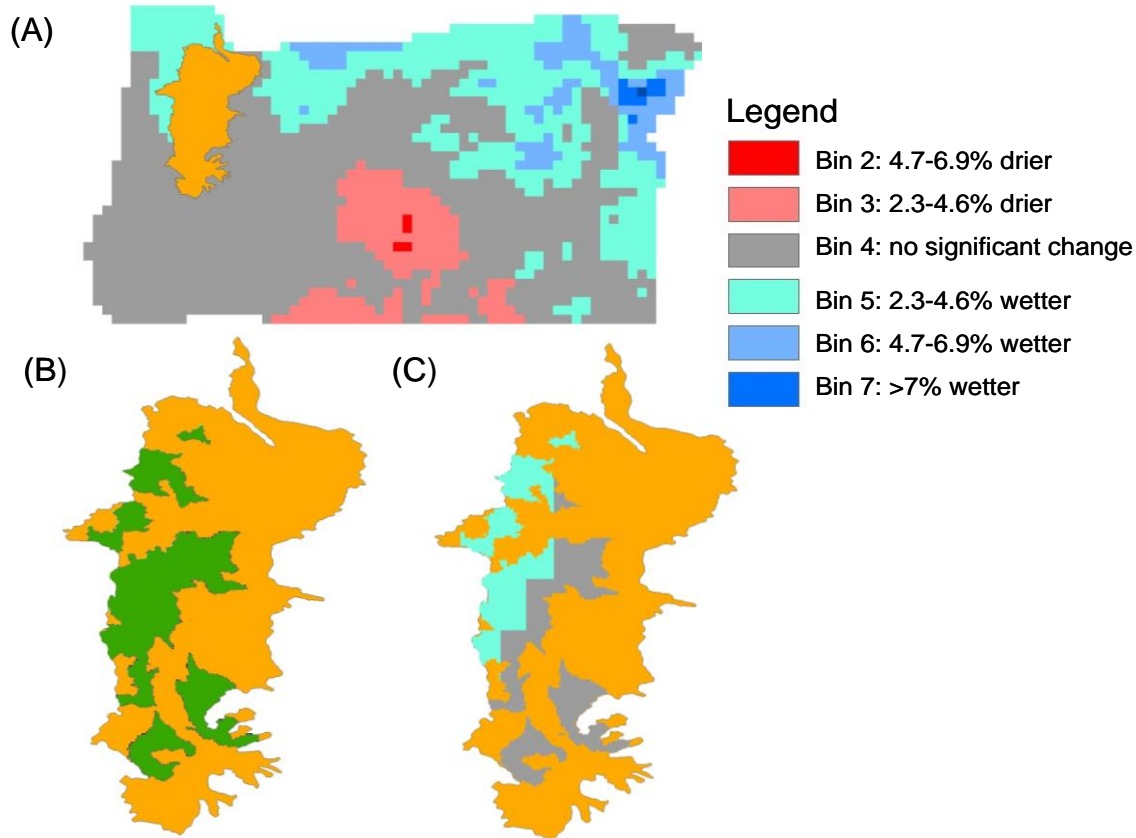 (A)
Legend
Bin 2: 4.7-6.9% drier
Bin 3: 2.3-4.6% drier
Bin 4: no significant change
Bin 5: 2.3-4.6% wetter
Bin 6: 4.7-6.9% wetter
Bin 7: >7% wetter
(B)
(C)